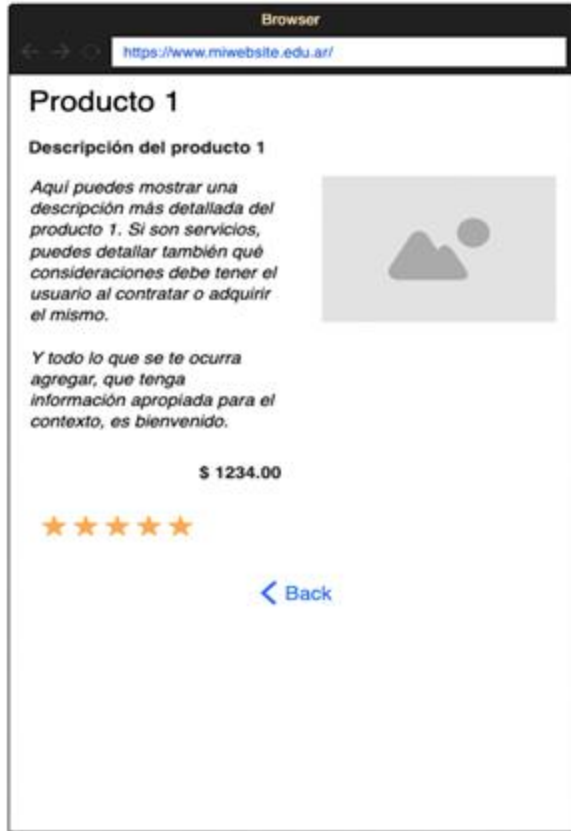 Browser
https://www.miwebsite.edu.ar/
Producto 1
Descripción del producto 1
Aquí puedes mostrar una
descripción más detallada del
producto 1. Si son servicios,
puedes detallar también qué
consideraciones debe tener el
usuario al contratar o adquirir
el mismo.
Y todo lo que se te ocurra
agregar, que tenga
información apropiada para el
contexto, es bienvenido.
$ 1234.00
Back